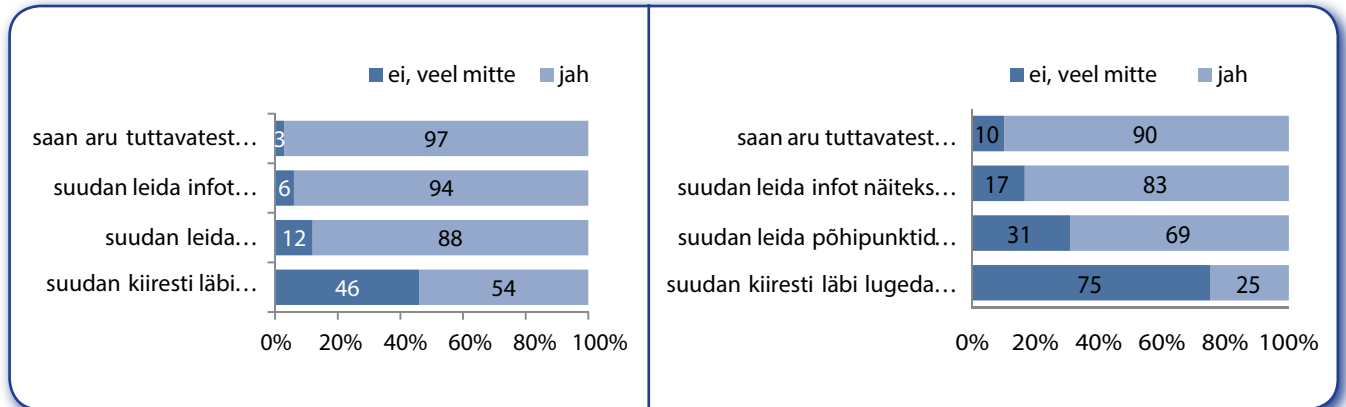 ei, veel mitte jah
saan aru tuttavatest… 3 97
suudan leida infot… 6 94
suudan leida… 12 88
suudan kiiresti läbi… 46 54
0% 20% 40% 60% 80% 100%
ei, veel mitte jah
saan aru tuttavatest… 10 90
suudan leida infot näiteks… 17 83
suudan leida põhipunktid… 31 69
suudan kiiresti läbi lugeda… 75 25
0% 20% 40% 60% 80% 100%